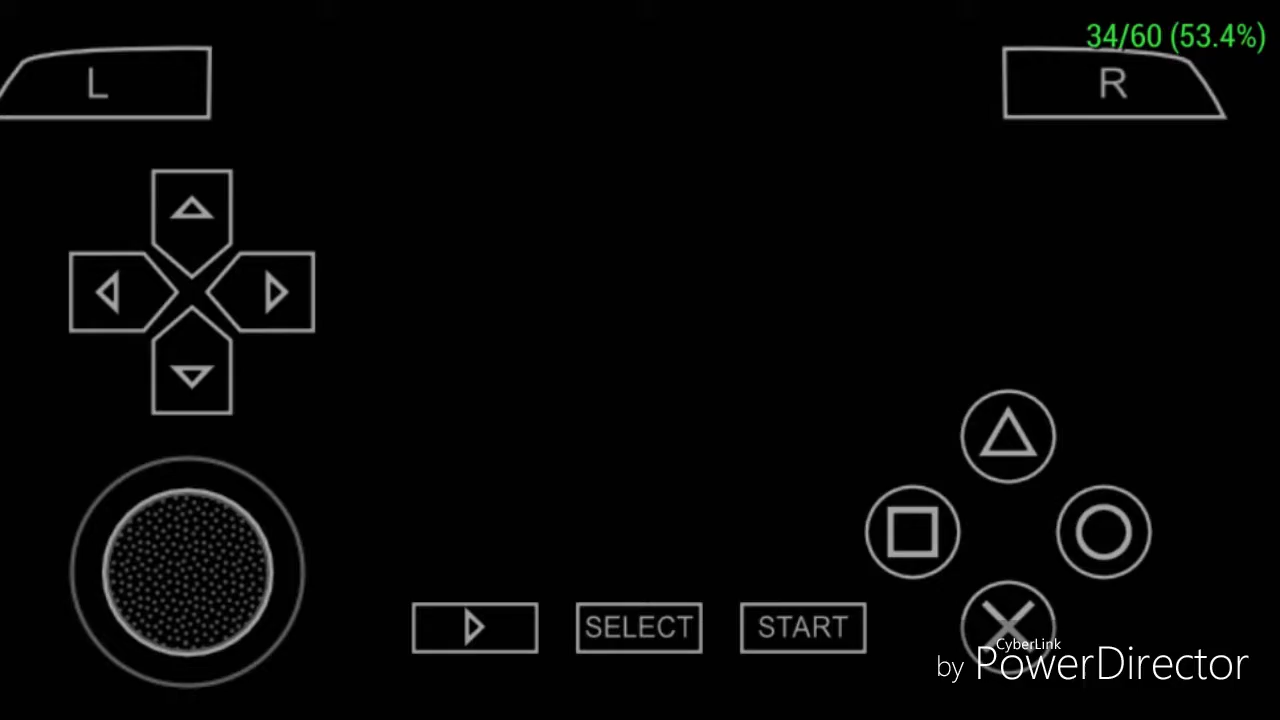 34/60 (53.4%)
L
R
SELECT
START
CyberLink
by PowerDirector